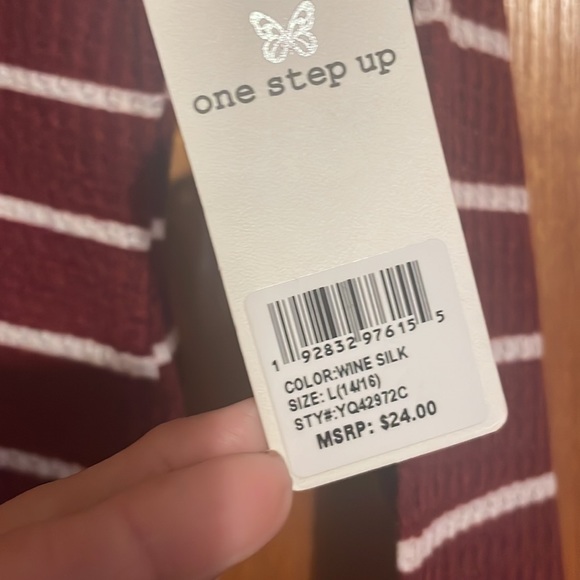 one step up
1 92832 97615 5
COLOR:WINE SILK
SIZE: L(14/16)
STY#:YQ42972C
MSRP: $24.00